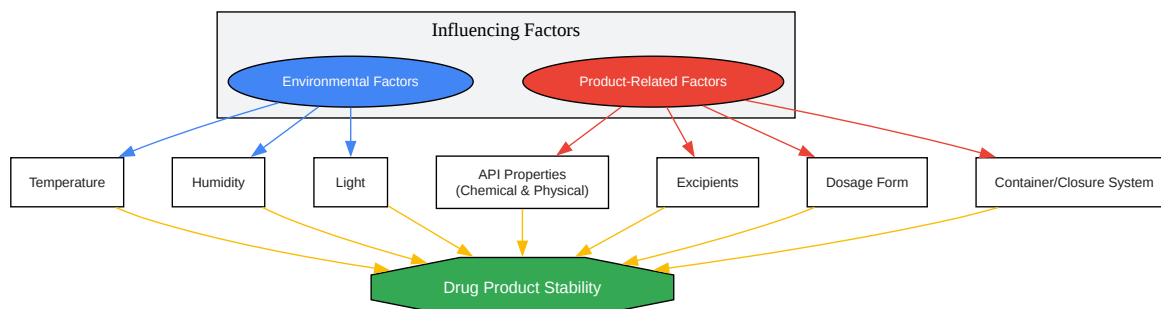 Influencing Factors
Environmental Factors
Product-Related Factors
Temperature
Humidity
Light
API Properties
(Chemical & Physical)
Excipients
Dosage Form
Container/Closure System
Drug Product Stability